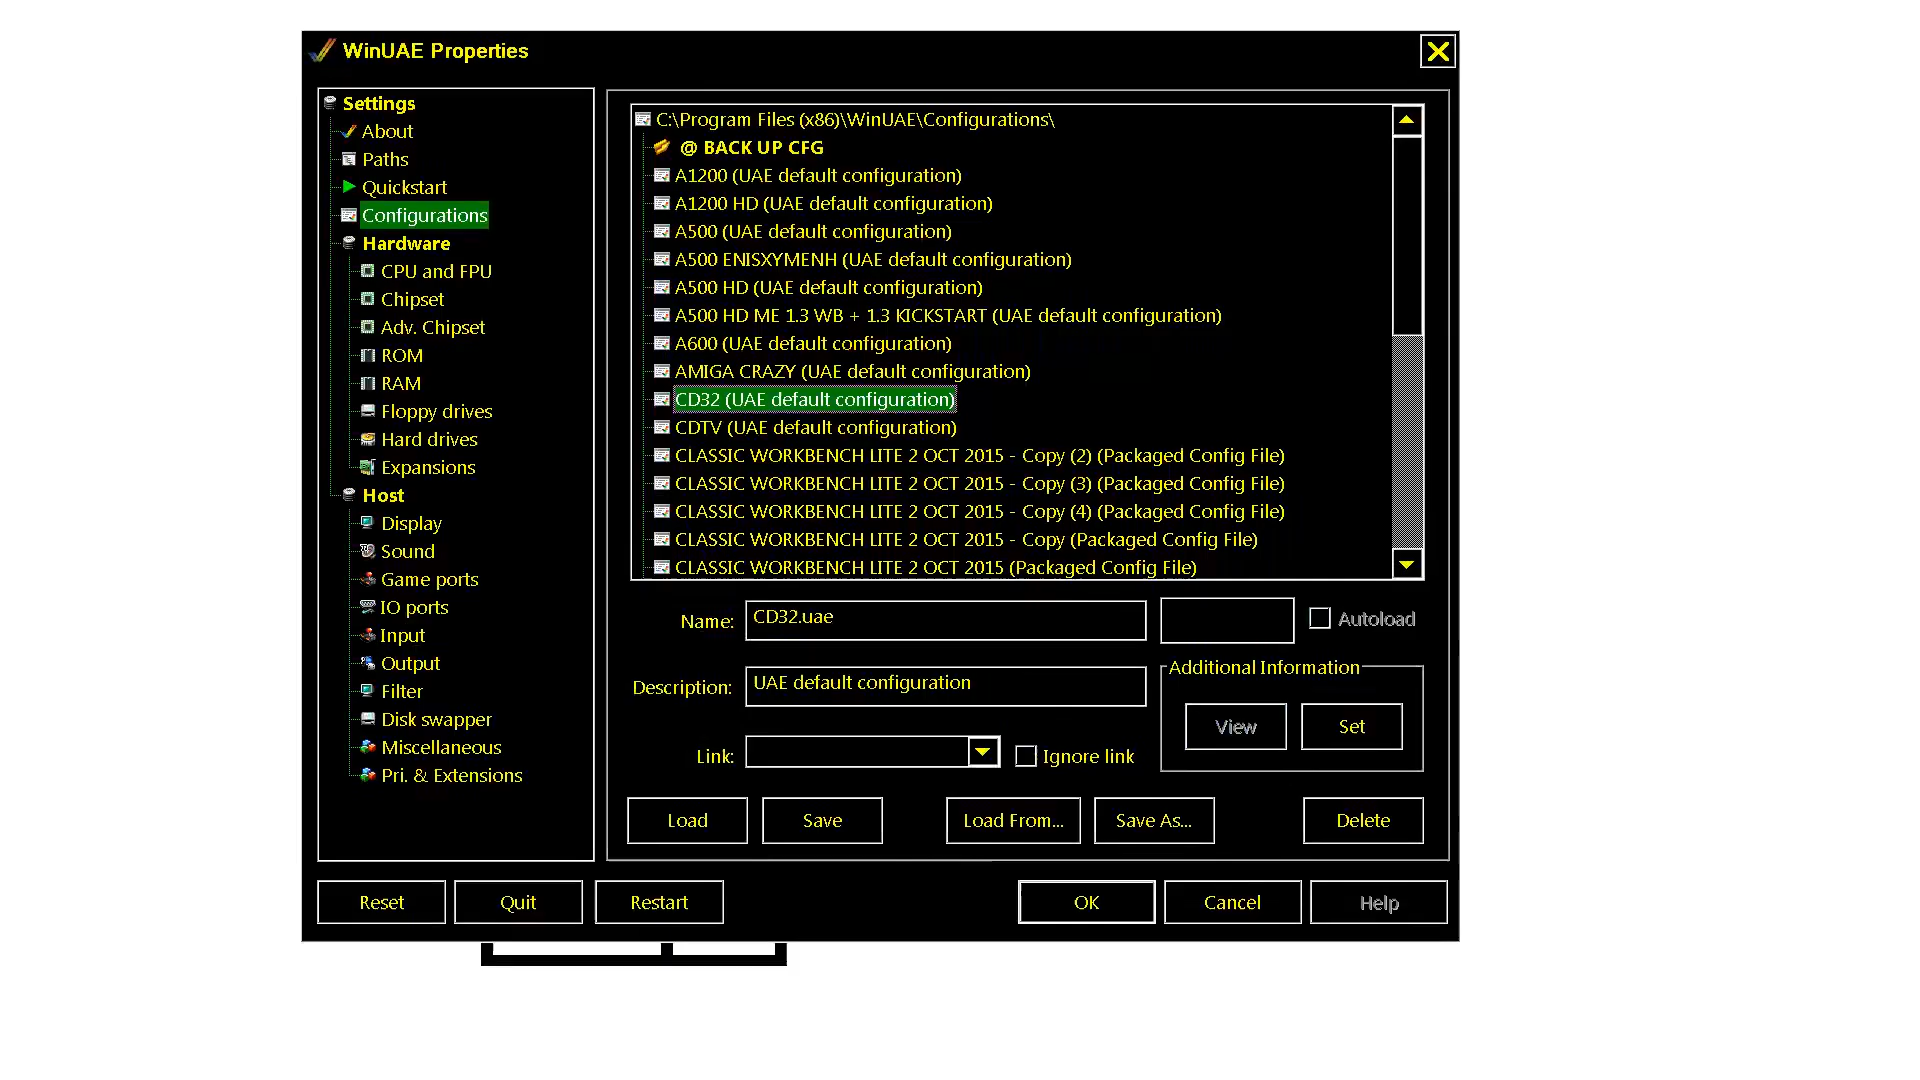 WinUAE Properties
Settings
About
Paths
Quickstart
Configurations
Hardware
CPU and FPU
Chipset
Adv. Chipset
ROM
RAM
Floppy drives
Hard drives
Expansions
Host
Display
Sound
Game ports
IO ports
Input
Output
Filter
Disk swapper
Miscellaneous
Pri. & Extensions
C:\Program Files (x86)\WinUAE\Configurations\
@ BACK UP CFG
A1200 (UAE default configuration)
A1200 HD (UAE default configuration)
A500 (UAE default configuration)
A500 ENISXYMENH (UAE default configuration)
A500 HD (UAE default configuration)
A500 HD ME 1.3 WB + 1.3 KICKSTART (UAE default configuration)
A600 (UAE default configuration)
AMIGA CRAZY (UAE default configuration)
CD32 (UAE default configuration)
CDTV (UAE default configuration)
CLASSIC WORKBENCH LITE 2 OCT 2015 - Copy (2) (Packaged Config File)
CLASSIC WORKBENCH LITE 2 OCT 2015 - Copy (3) (Packaged Config File)
CLASSIC WORKBENCH LITE 2 OCT 2015 - Copy (4) (Packaged Config File)
CLASSIC WORKBENCH LITE 2 OCT 2015 - Copy (Packaged Config File)
CLASSIC WORKBENCH LITE 2 OCT 2015 (Packaged Config File)
Name: CD32.uae
Autoload
Description: UAE default configuration
Additional Information
View Set
Link:
Ignore link
Load Save Load From... Save As... Delete
Reset Quit Restart OK Cancel Help